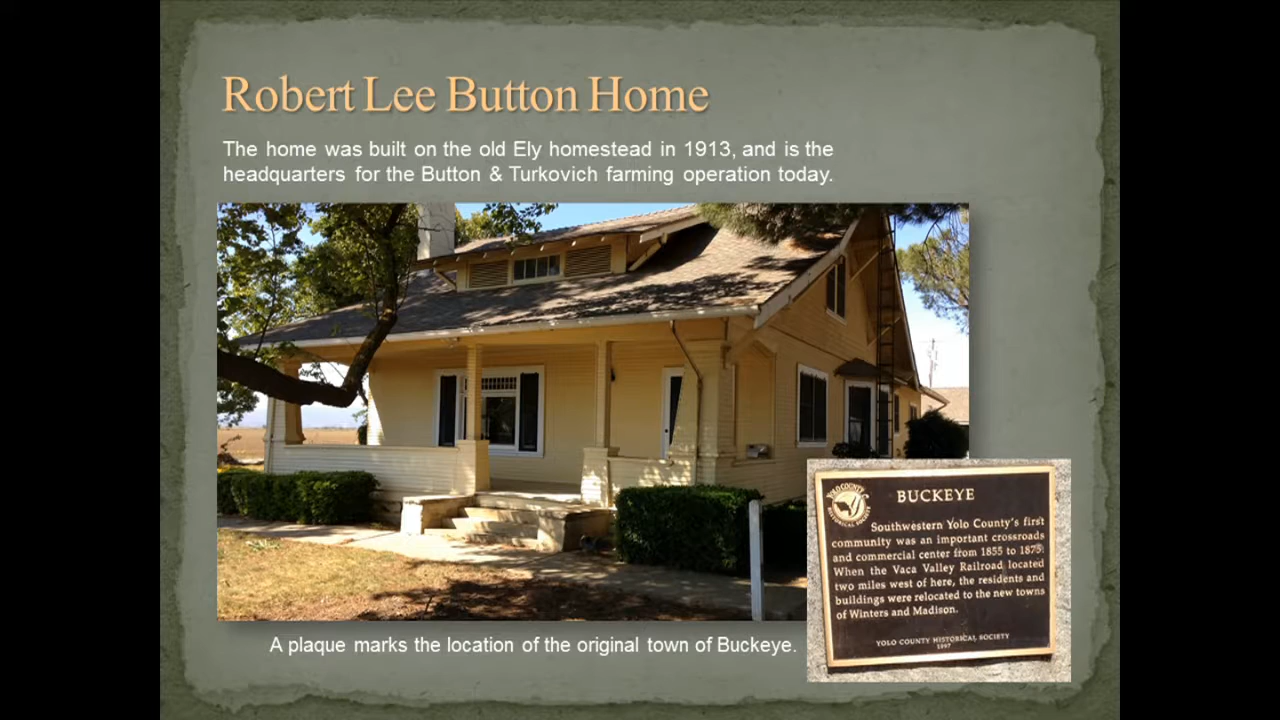 Robert Lee Button Home
The home was built on the old Ely homestead in 1913, and is the
headquarters for the Button & Turkovich farming operation today.
YOLO COUNTY
HISTORICAL SOCIETY
BUCKEYE
Southwestern Yolo County's first
community was an important crossroads
and commercial center from 1855 to 1875.
When the Vaca Valley Railroad located
two miles west of here, the residents and
buildings were relocated to the new towns
of Winters and Madison.
YOLO COUNTY HISTORICAL SOCIETY
1997
A plaque marks the location of the original town of Buckeye.